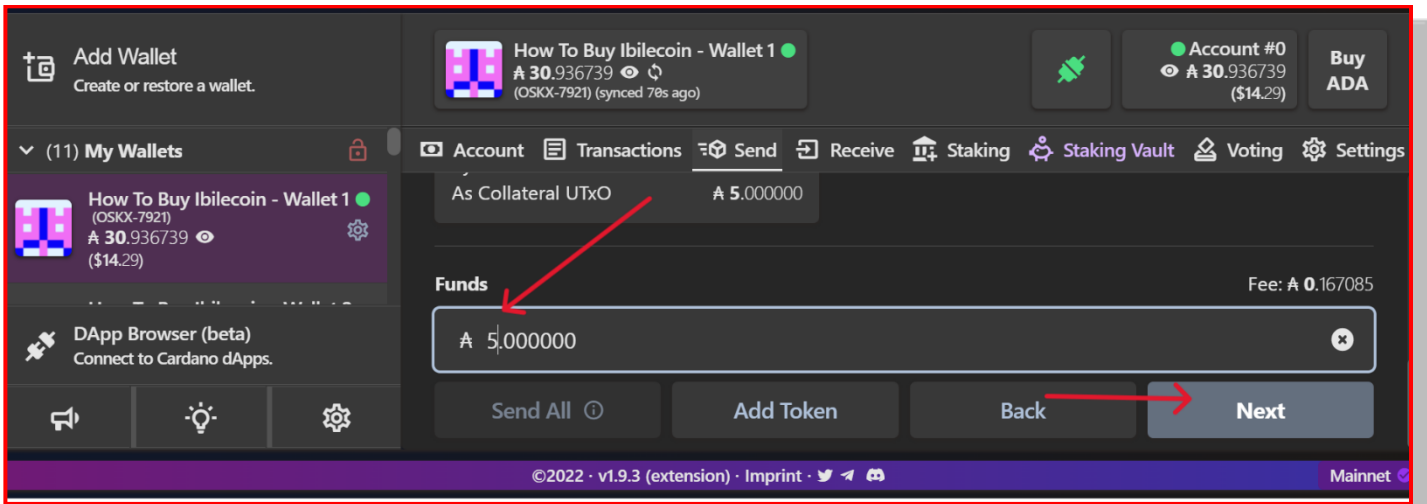 Add Wallet
Create or restore a wallet.
How To Buy Ibilecoin - Wallet 1
₳ 30.936739
(OSKX-7921) (synced 70s ago)
Account #0
₳ 30.936739
($14.29)
Buy
ADA
(11) My Wallets
Account
Transactions
Send
Receive
Staking
Staking Vault
Voting
Settings
How To Buy Ibilecoin - Wallet 1
(OSKX-7921)
₳ 30.936739
($14.29)
As Collateral UTxO ₳ 5.000000
Funds
Fee: ₳ 0.167085
₳ 5.000000
DApp Browser (beta)
Connect to Cardano dApps.
Send All
Add Token
Back
Next
©2022 · v1.9.3 (extension) · Imprint ·
Mainnet